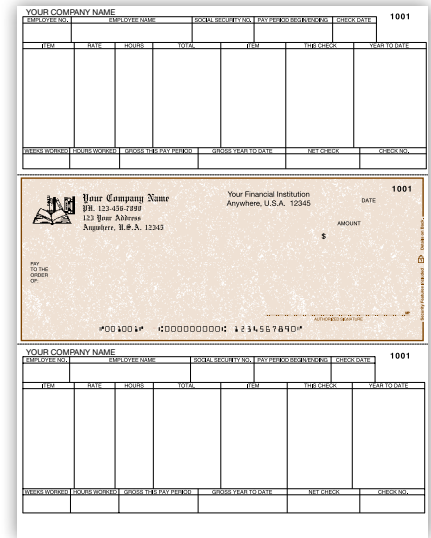 YOUR COMPANY NAME
EMPLOYEE NO. EMPLOYEE NAME SOCIAL SECURITY NO. PAY PERIOD BEGIN/ENDING CHECK DATE 1001
ITEM RATE HOURS TOTAL ITEM THIS CHECK YEAR TO DATE
WEEKS WORKED HOURS WORKED GROSS THIS PAY PERIOD GROSS YEAR TO DATE NET CHECK CHECK NO.
1001
Your Company Name Your Financial Institution
PH. 123-456-7890 Anywhere, U.S.A. 12345 DATE
123 Your Address
Anywhere, U.S.A. 12345
AMOUNT
$
PAY
TO THE
ORDER
OF:
Security Features Included Details on Back.
AUTHORIZED SIGNATURE
⑈001001⑈ ⑆000000000⑆ 1234567890⑈
YOUR COMPANY NAME
EMPLOYEE NO. EMPLOYEE NAME SOCIAL SECURITY NO. PAY PERIOD BEGIN/ENDING CHECK DATE 1001
ITEM RATE HOURS TOTAL ITEM THIS CHECK YEAR TO DATE
WEEKS WORKED HOURS WORKED GROSS THIS PAY PERIOD GROSS YEAR TO DATE NET CHECK CHECK NO.